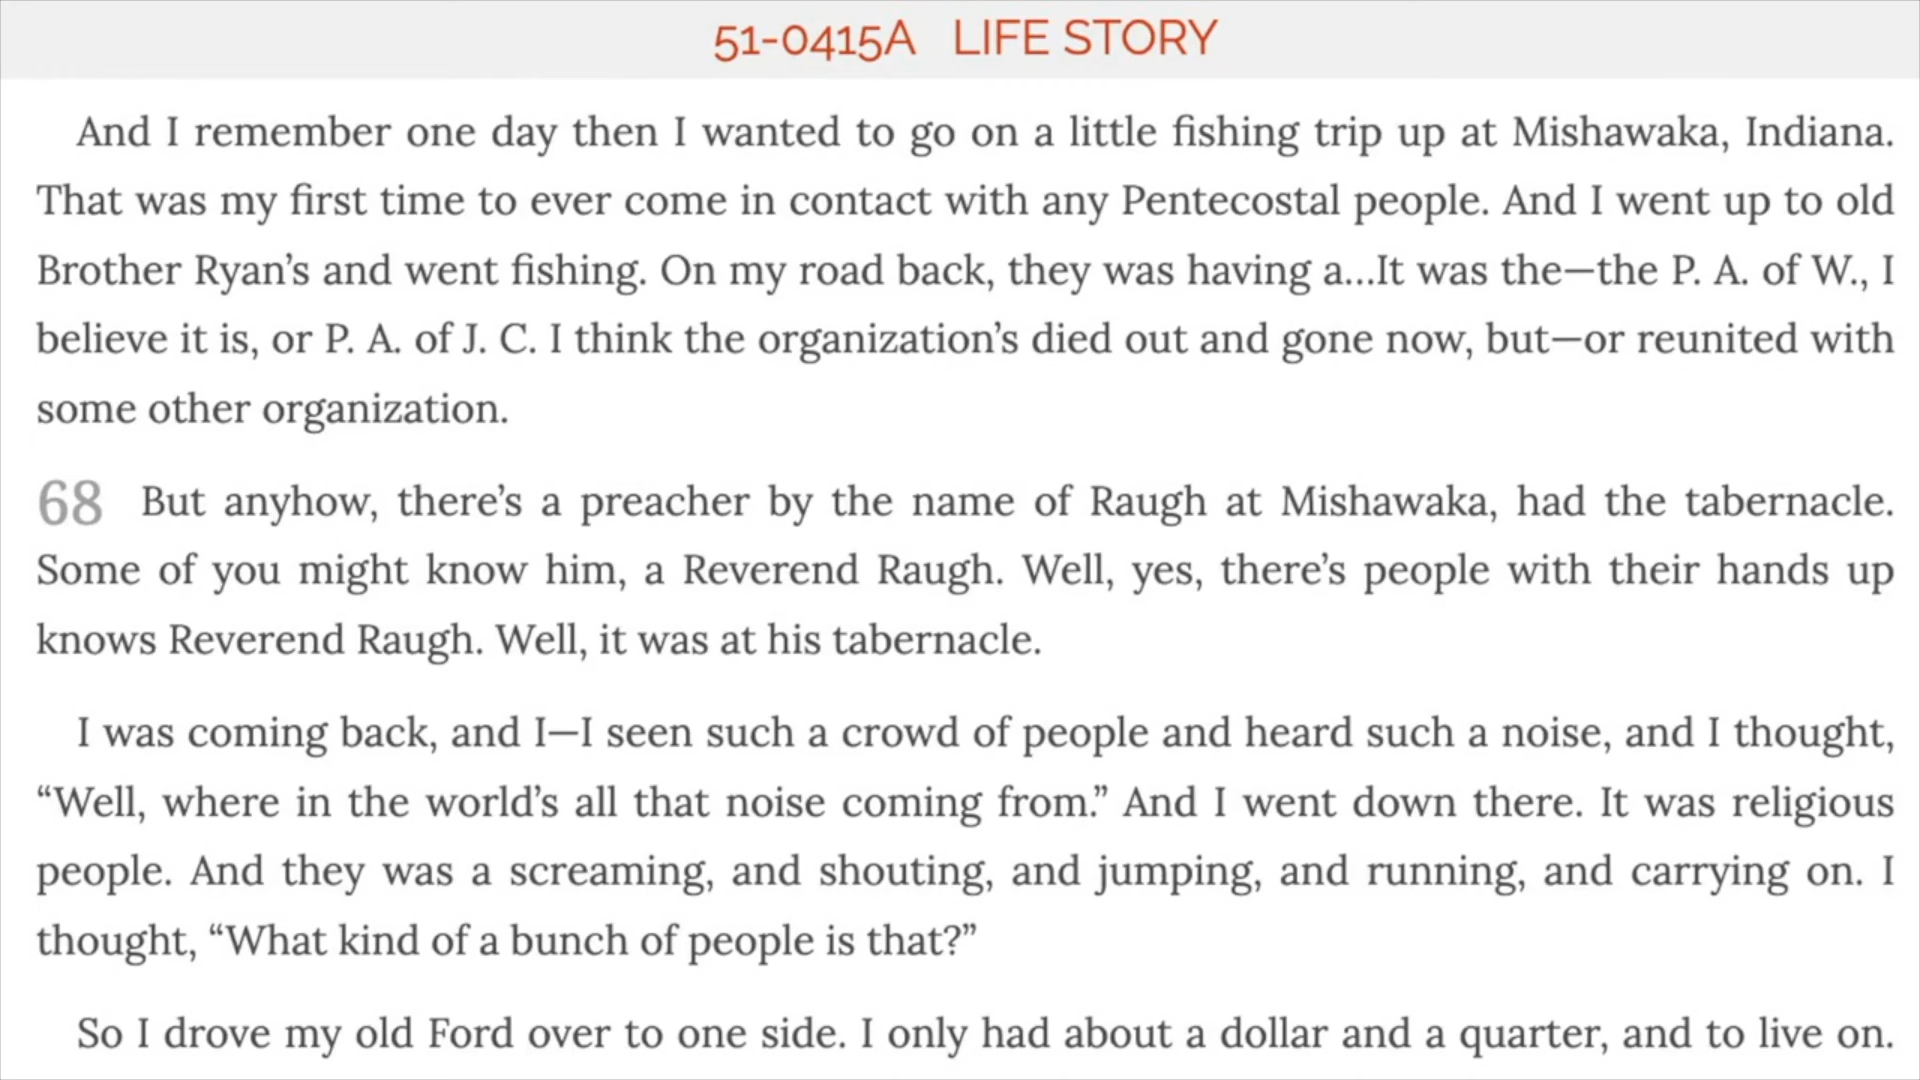 51-0415A LIFE STORY
And I remember one day then I wanted to go on a little fishing trip up at Mishawaka, Indiana.
That was my first time to ever come in contact with any Pentecostal people. And I went up to old
Brother Ryan’s and went fishing. On my road back, they was having a...It was the—the P. A. of W., I
believe it is, or P. A. of J. C. I think the organization’s died out and gone now, but—or reunited with
some other organization.
68 But anyhow, there’s a preacher by the name of Raugh at Mishawaka, had the tabernacle.
Some of you might know him, a Reverend Raugh. Well, yes, there’s people with their hands up
knows Reverend Raugh. Well, it was at his tabernacle.
I was coming back, and I—I seen such a crowd of people and heard such a noise, and I thought,
“Well, where in the world’s all that noise coming from.” And I went down there. It was religious
people. And they was a screaming, and shouting, and jumping, and running, and carrying on. I
thought, “What kind of a bunch of people is that?”
So I drove my old Ford over to one side. I only had about a dollar and a quarter, and to live on.